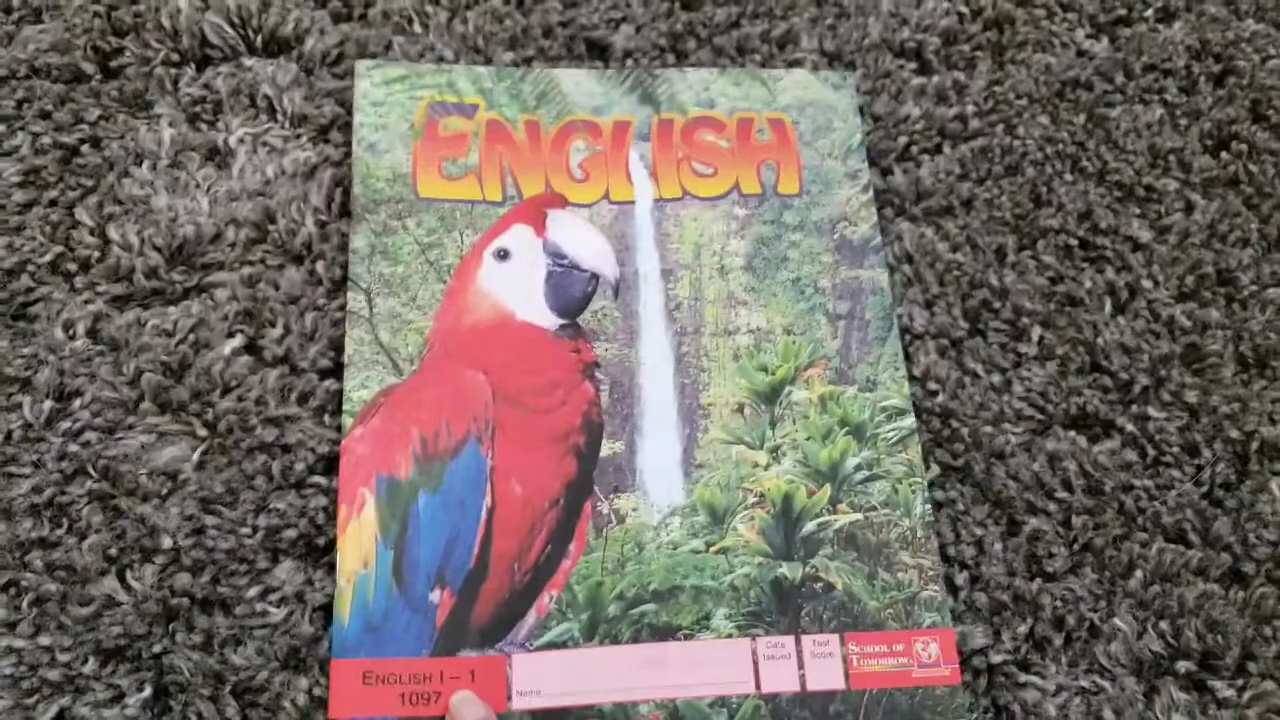 ENGLISH
ENGLISH I – 1
1097
Name
Date
Issued
Test
Score
SCHOOL OF
TOMORROW